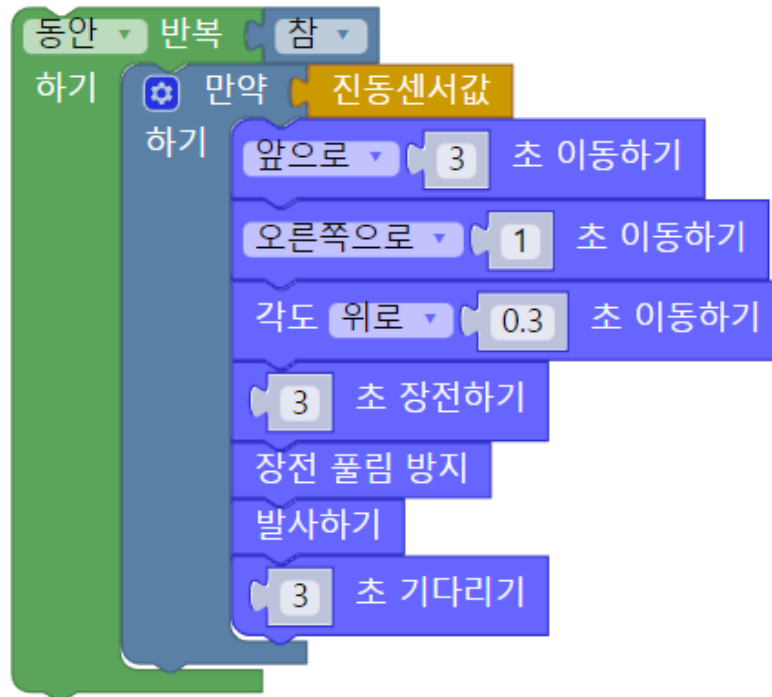 동안 반복 참
하기 만약 진동센서값
하기
앞으로 3 초 이동하기
오른쪽으로 1 초 이동하기
각도 위로 0.3 초 이동하기
3 초 장전하기
장전 풀림 방지
발사하기
3 초 기다리기